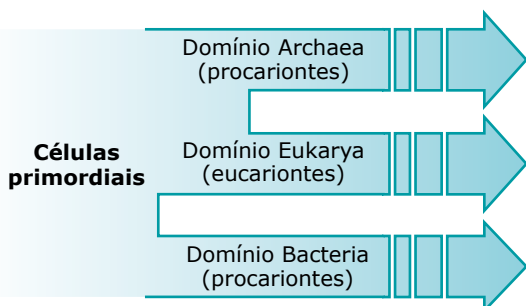 Domínio Archaea
(procariontes)
Células
primordiais
Domínio Eukarya
(eucariontes)
Domínio Bacteria
(procariontes)